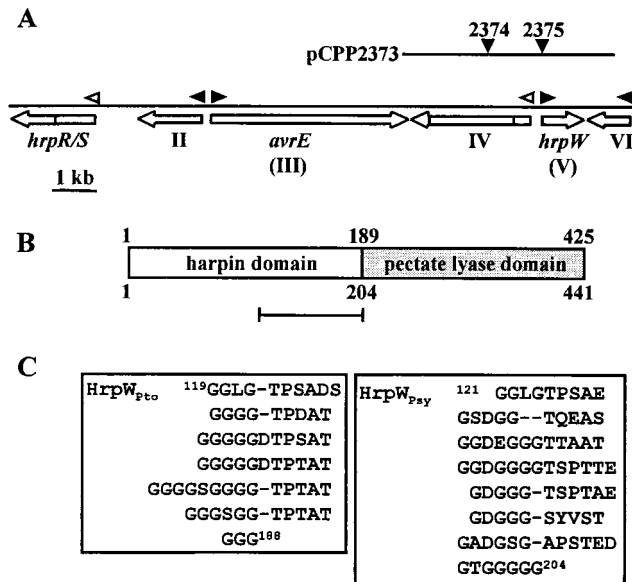 A
2374 2375
pCPP2373
hrpR/S II avrE IV hrpW VI
(III) (V)
1 kb
B
1 189 425
harpin domain pectate lyase domain
1 204 441
C
HrpWPto 119GGLG-TPSADS
GGGG-TPDAT
GGGGGDTPSAT
GGGGGDTPTAT
GGGGSGGGG-TPTAT
GGGSGG-TPTAT
GGG188
HrpWPsy 121 GGLGTPSAE
GSDGG--TQEAS
GGDEGGGTTAAT
GGDGGGGTSPTTE
GDGGG-TSPTAE
GDGGG-SYVST
GADGSG-APSTED
GTGGGGG204